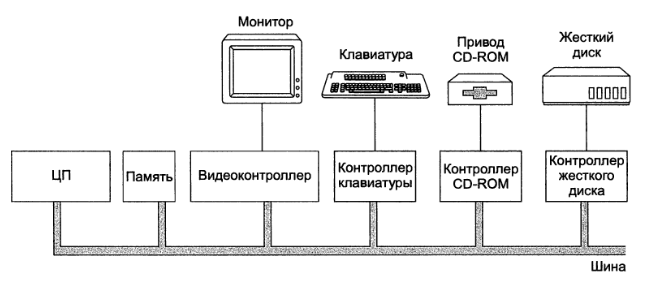 Монитор
Клавиатура
Привод
CD-ROM
Жесткий
диск
ЦП
Память
Видеоконтроллер
Контроллер
клавиатуры
Контроллер
CD-ROM
Контроллер
жесткого
диска
Шина